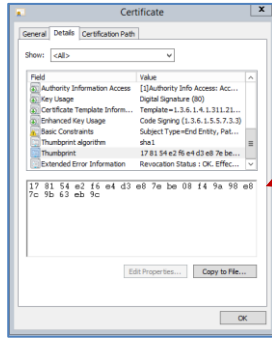 Certificate
x
General Details Certification Path
Show: <All>
Field Value
Authority Information Access [1]Authority Info Access: Acc...
Key Usage Digital Signature (80)
Certificate Template Inform... Template=1.3.6.1.4.1.311.21...
Enhanced Key Usage Code Signing (1.3.6.1.5.5.7.3.3)
Basic Constraints Subject Type=End Entity, Pat...
Thumbprint algorithm sha1
Thumbprint 17 81 54 e2 f6 e4 d3 e8 7e be...
Extended Error Information Revocation Status : OK. Effec...
17 81 54 e2 f6 e4 d3 e8 7e be 08 f4 9a 98 e8
7c 9b 63 eb 9c
Edit Properties... Copy to File...
OK